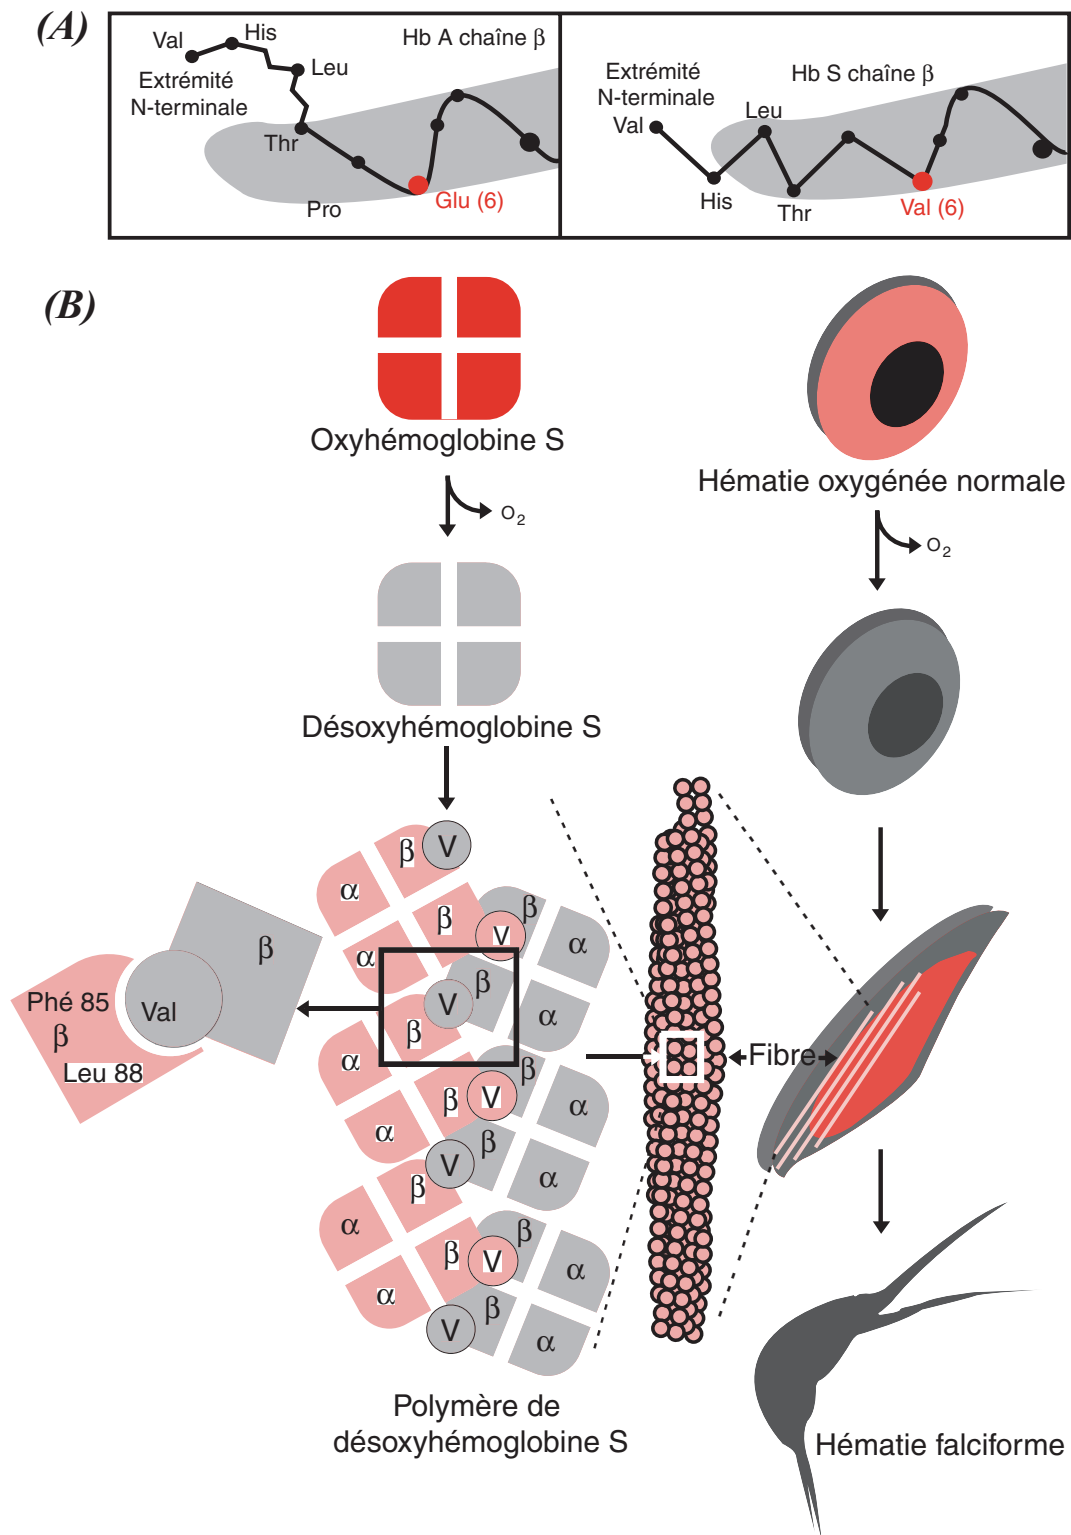 (A)
Val
His
Hb A chaîne β
Extrémité
N-terminale
Leu
Thr
Pro
Glu (6)
Extrémité
N-terminale
Hb S chaîne β
Val
Leu
His
Thr
Val (6)
(B)
Oxyhémoglobine S
Hématie oxygénée normale
O2
O2
Désoxyhémoglobine S
β
V
α
β
β
V
α
α
β
Phé 85
β
Leu 88
Val
β
V
β
α
α
β
β
V
α
α
β
V
β
α
β
α
β
β
V
α
α
β
V
α
Fibre
Polymère de
désoxyhémoglobine S
Hématie falciforme